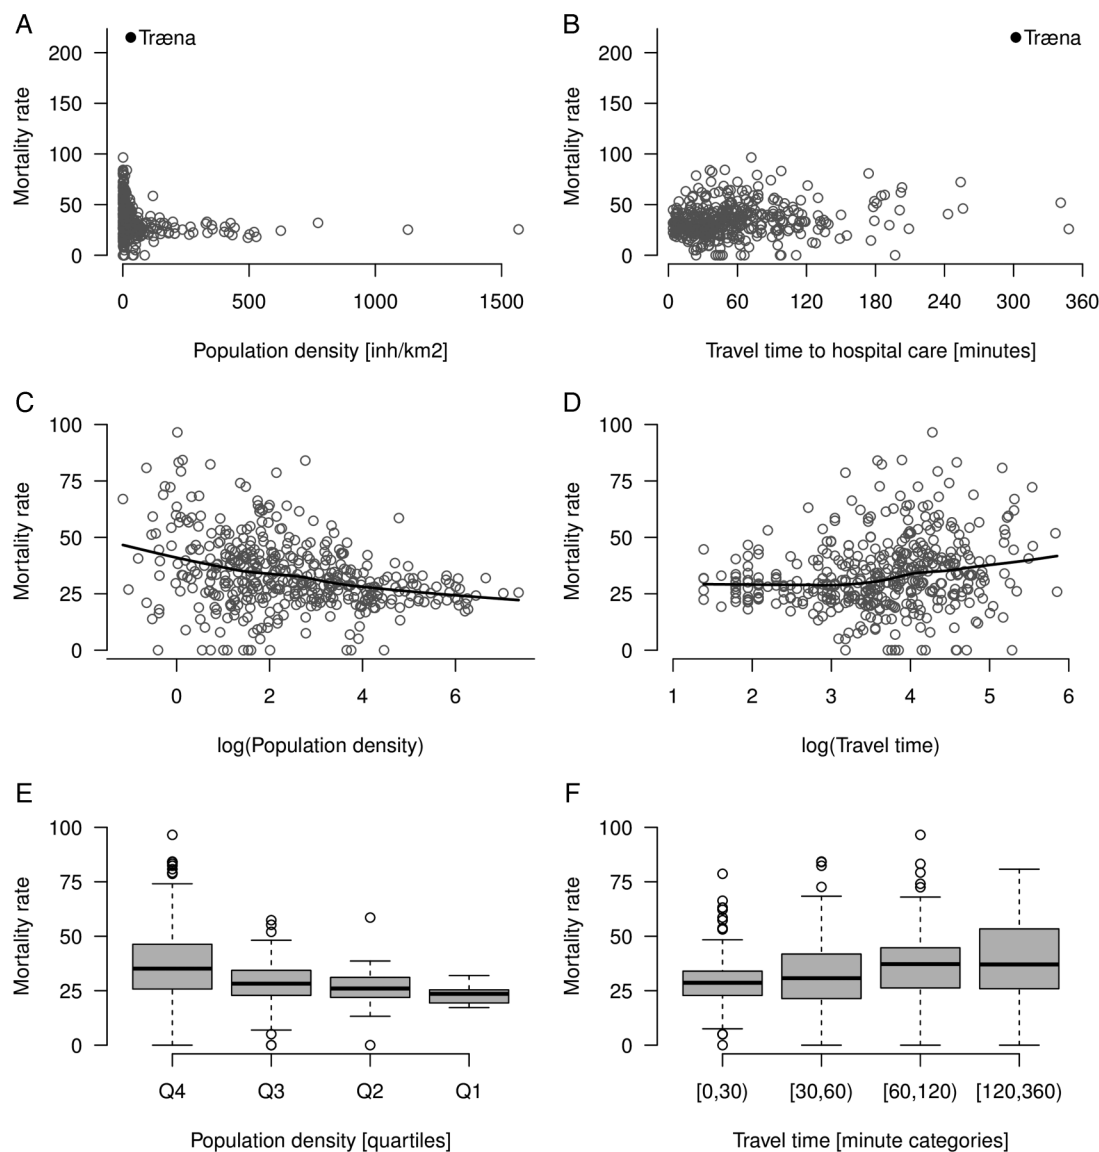 A
Træna
Mortality rate
200
150
100
50
0
0 500 1000 1500
Population density [inh/km2]
B
Træna
Mortality rate
200
150
100
50
0
0 60 120 180 240 300 360
Travel time to hospital care [minutes]
C
Mortality rate
100
75
50
25
0
0 2 4 6
log(Population density)
D
Mortality rate
100
75
50
25
0
1 2 3 4 5 6
log(Travel time)
E
Mortality rate
100
75
50
25
0
Q4 Q3 Q2 Q1
Population density [quartiles]
F
Mortality rate
100
75
50
25
0
[0,30) [30,60) [60,120) [120,360)
Travel time [minute categories]